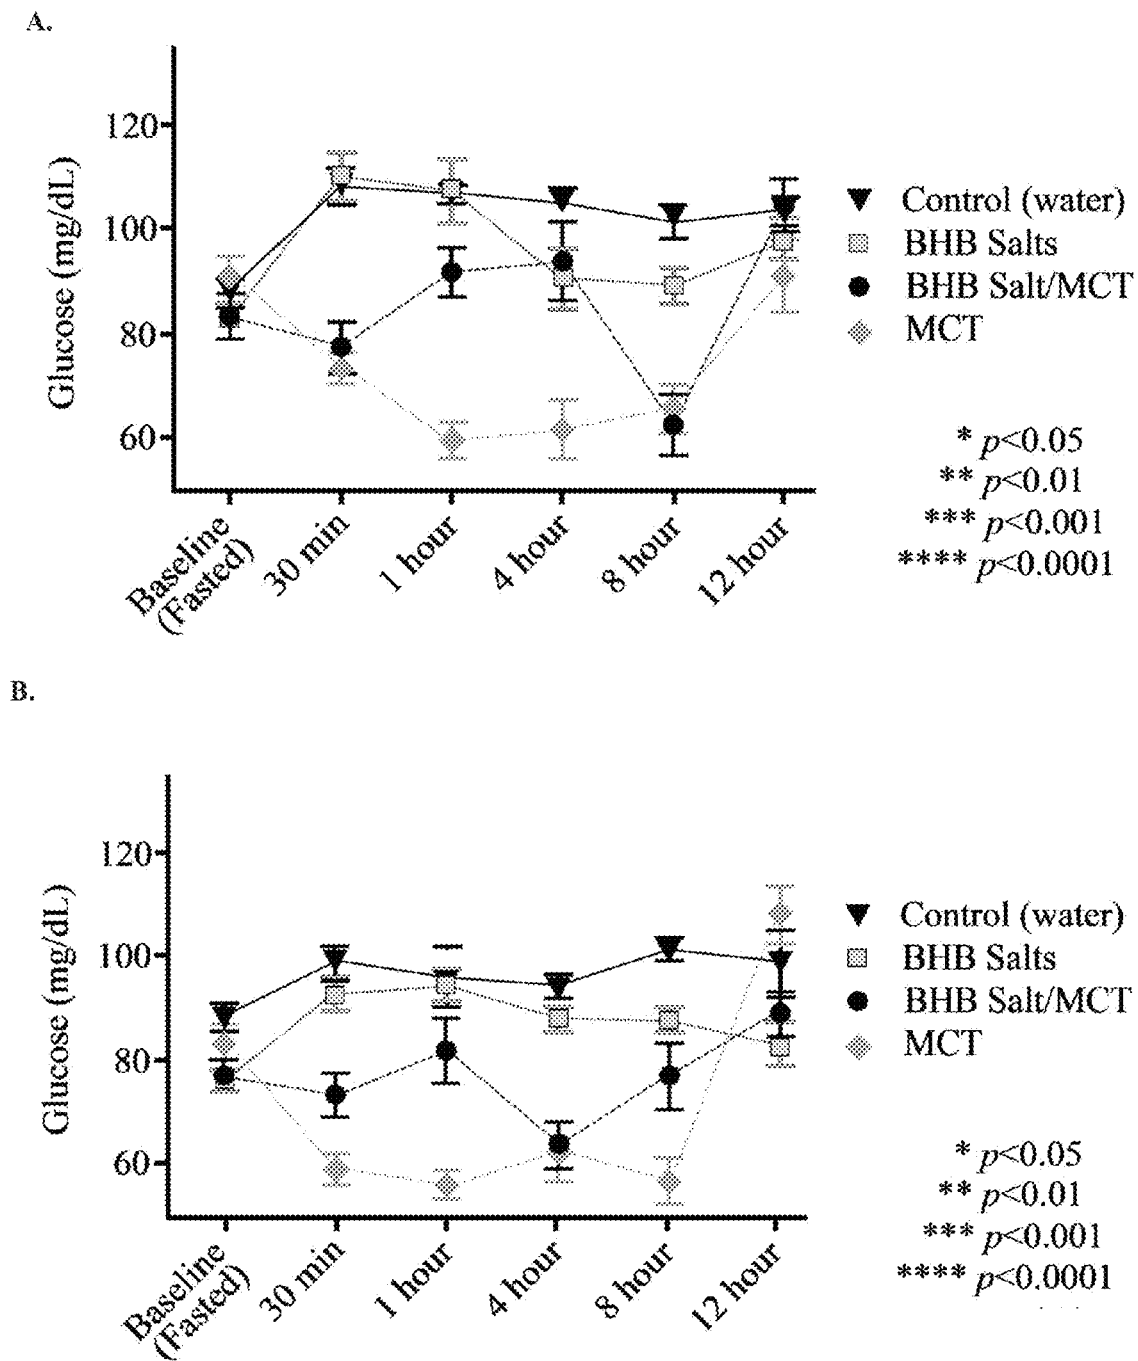 A.
120
100
80
60
Glucose (mg/dL)
Baseline
(Fasted)
30 min
1 hour
4 hour
8 hour
12 hour
Control (water)
BHB Salts
BHB Salt/MCT
MCT
* p<0.05
** p<0.01
*** p<0.001
**** p<0.0001
B.
120
100
80
60
Glucose (mg/dL)
Baseline
(Fasted)
30 min
1 hour
4 hour
8 hour
12 hour
Control (water)
BHB Salts
BHB Salt/MCT
MCT
* p<0.05
** p<0.01
*** p<0.001
**** p<0.0001